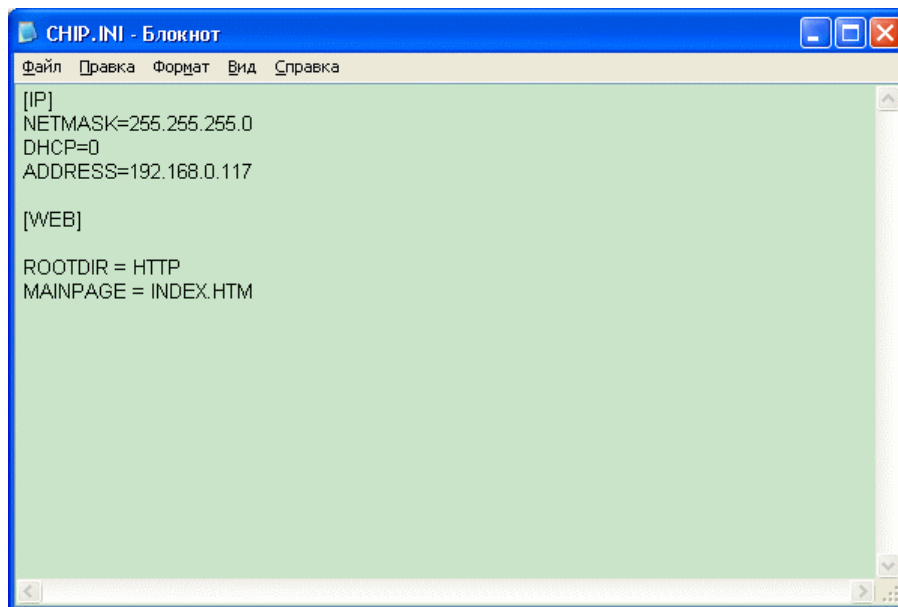 CHIP.INI - Блокнот
Файл Правка Формат Вид Справка
[IP]
NETMASK=255.255.255.0
DHCP=0
ADDRESS=192.168.0.117
[WEB]
ROOTDIR = HTTP
MAINPAGE = INDEX.HTM